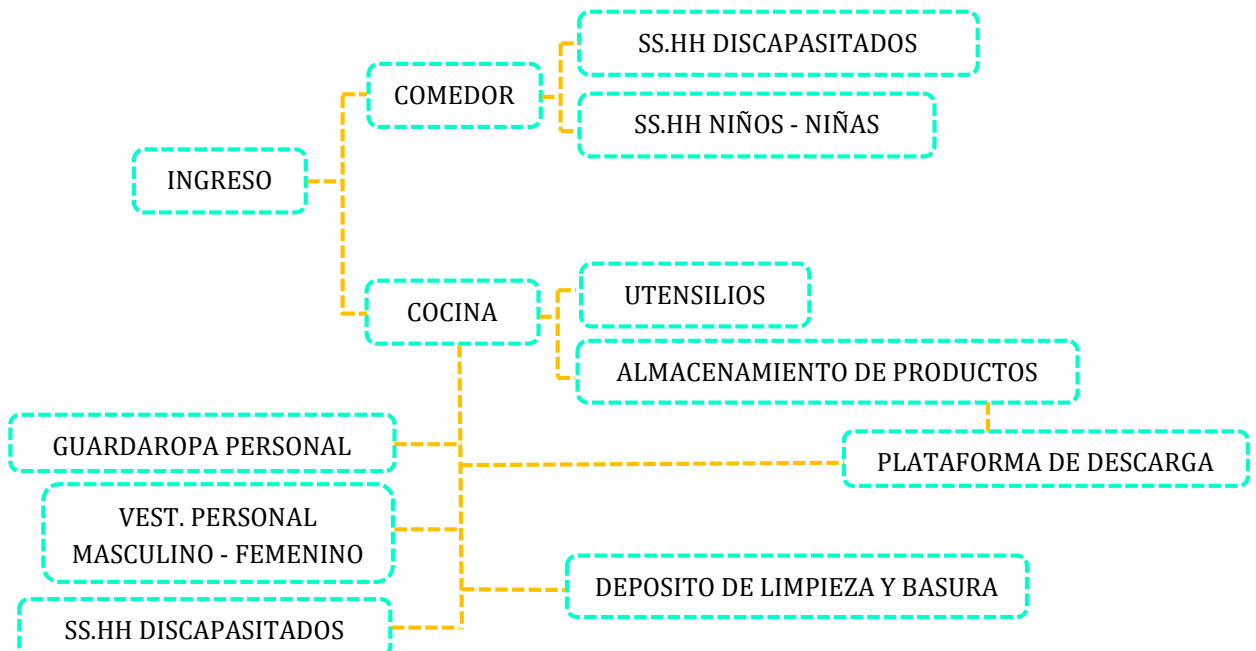 SS.HH DISCAPASITADOS
COMEDOR
SS.HH NIÑOS - NIÑAS
INGRESO
UTENSILIOS
COCINA
ALMACENAMIENTO DE PRODUCTOS
GUARDAROPA PERSONAL
PLATAFORMA DE DESCARGA
VEST. PERSONAL
MASCULINO - FEMENINO
DEPOSITO DE LIMPIEZA Y BASURA
SS.HH DISCAPASITADOS